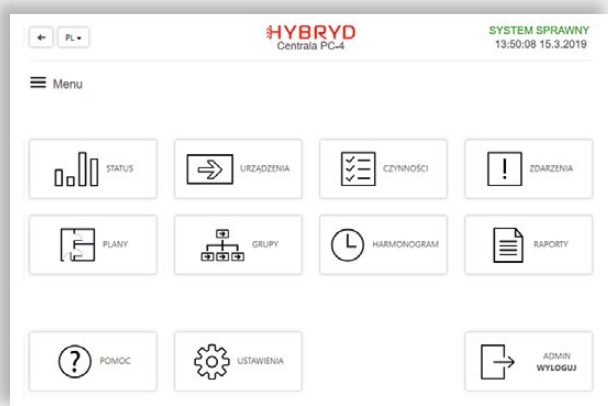 PL
HYBRYD
Centrala PC-4
SYSTEM SPRAWNY
13:50:08 15.3.2019
Menu
STATUS
URZĄDZENIA
CZYNNOŚCI
ZDARZENIA
PLANY
GRUPY
HARMONOGRAM
RAPORTY
POMOC
USTAWIENIA
ADMIN
WYLOGUJ